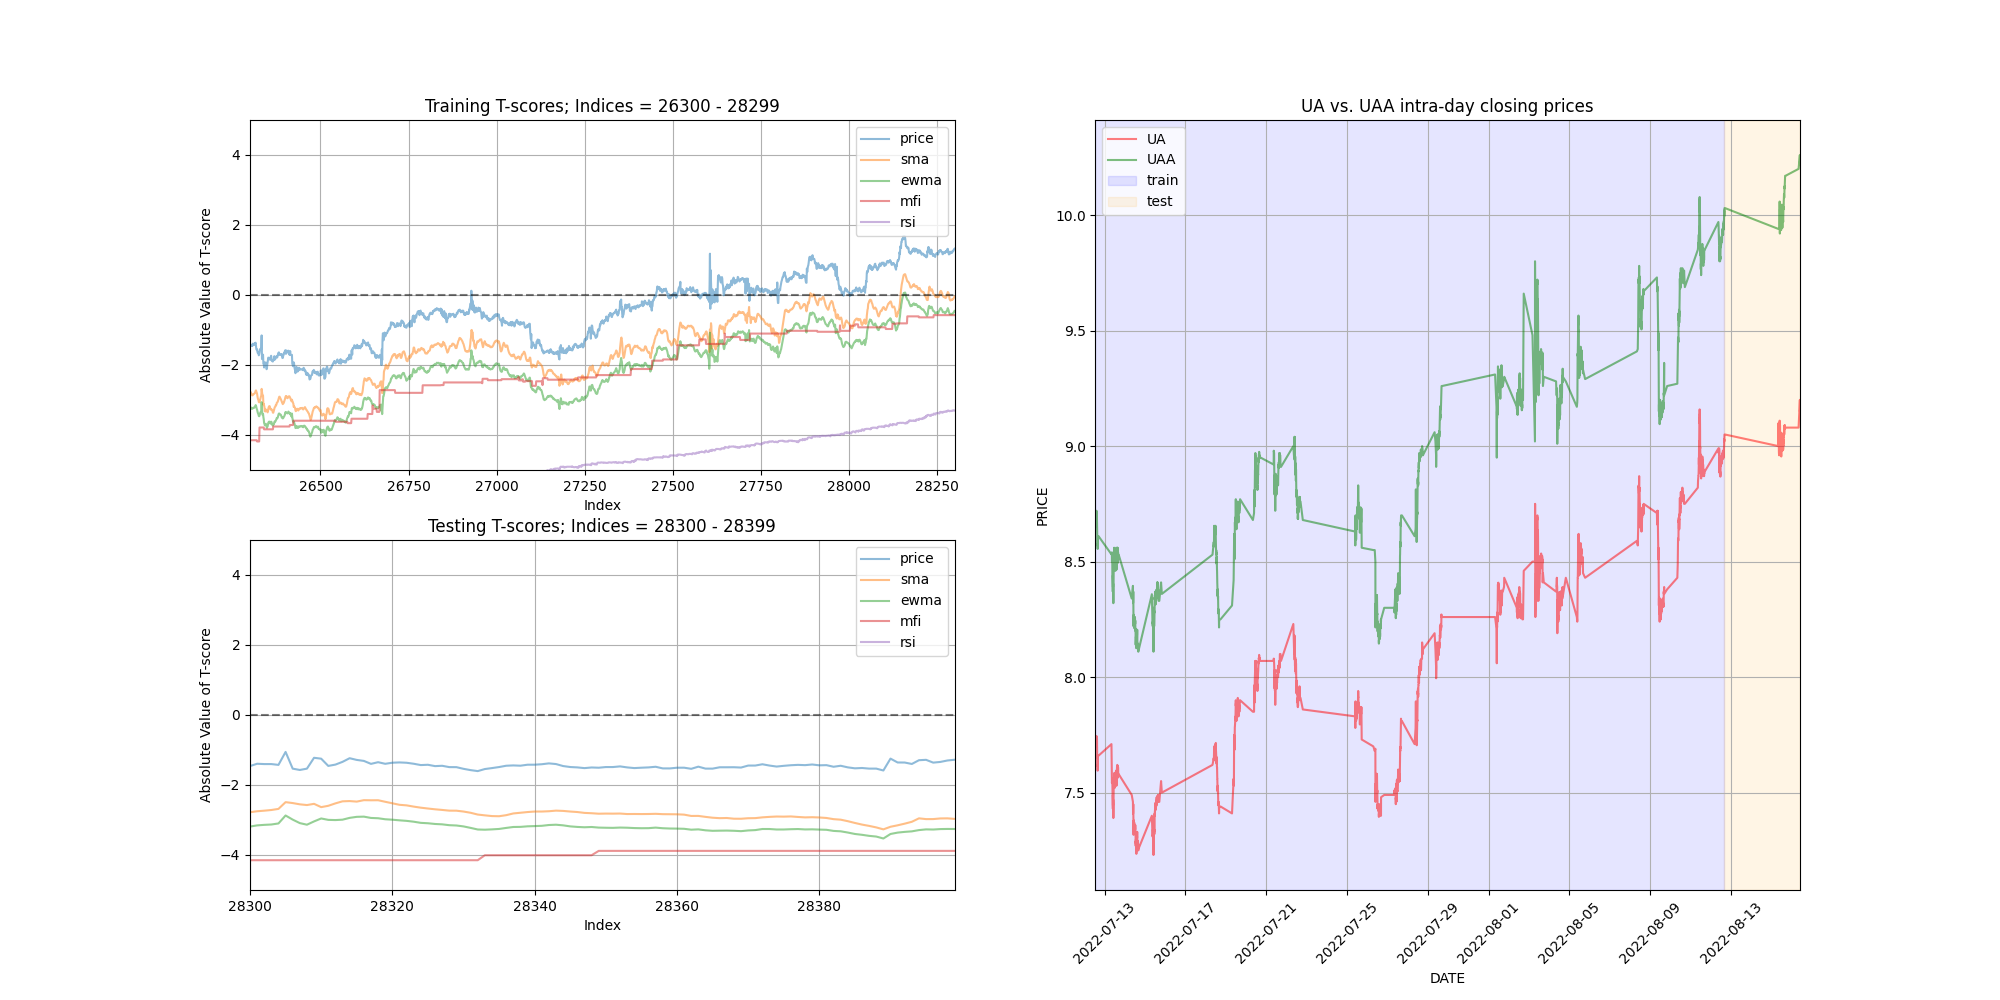 Training T-scores; Indices = 26300 - 28299
Absolute Value of T-score
4
2
0
−2
−4
price
sma
ewma
mfi
rsi
26500 26750 27000 27250 27500 27750 28000 28250
Index
Testing T-scores; Indices = 28300 - 28399
Absolute Value of T-score
4
2
0
−2
−4
price
sma
ewma
mfi
rsi
28300 28320 28340 28360 28380
Index
UA vs. UAA intra-day closing prices
UA
UAA
train
test
PRICE
10.0
9.5
9.0
8.5
8.0
7.5
2022-07-13 2022-07-17 2022-07-21 2022-07-25 2022-07-29 2022-08-01 2022-08-05 2022-08-09 2022-08-13
DATE